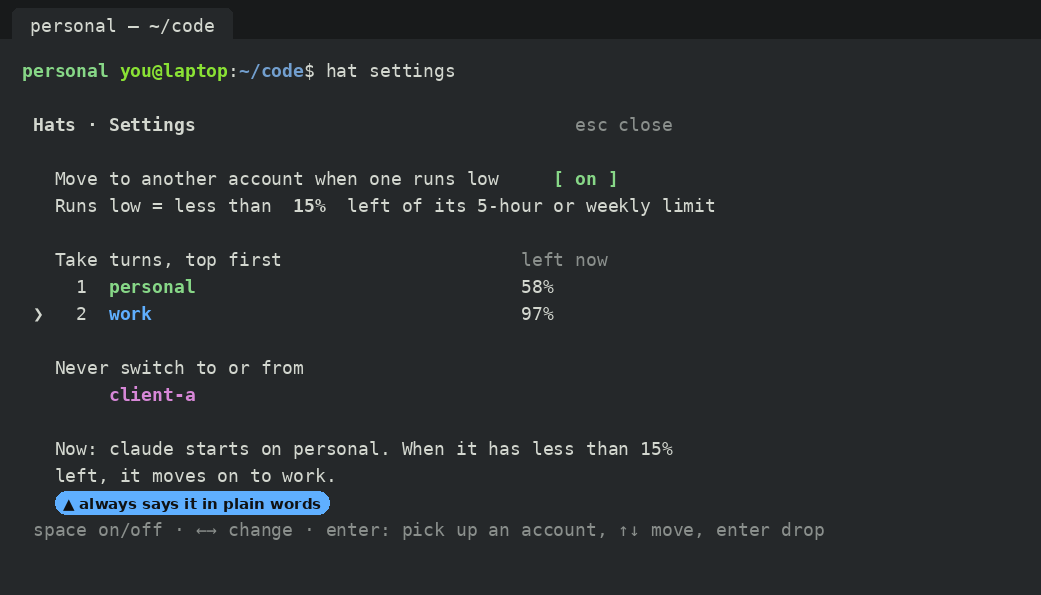 personal — ~/code
personal you@laptop:~/code$ hat settings
Hats · Settings esc close
Move to another account when one runs low [ on ]
Runs low = less than 15% left of its 5-hour or weekly limit
Take turns, top first left now
1 personal 58%
❯ 2 work 97%
Never switch to or from
client-a
Now: claude starts on personal. When it has less than 15%
left, it moves on to work.
▲ always says it in plain words
space on/off · ←→ change · enter: pick up an account, ↑↓ move, enter drop